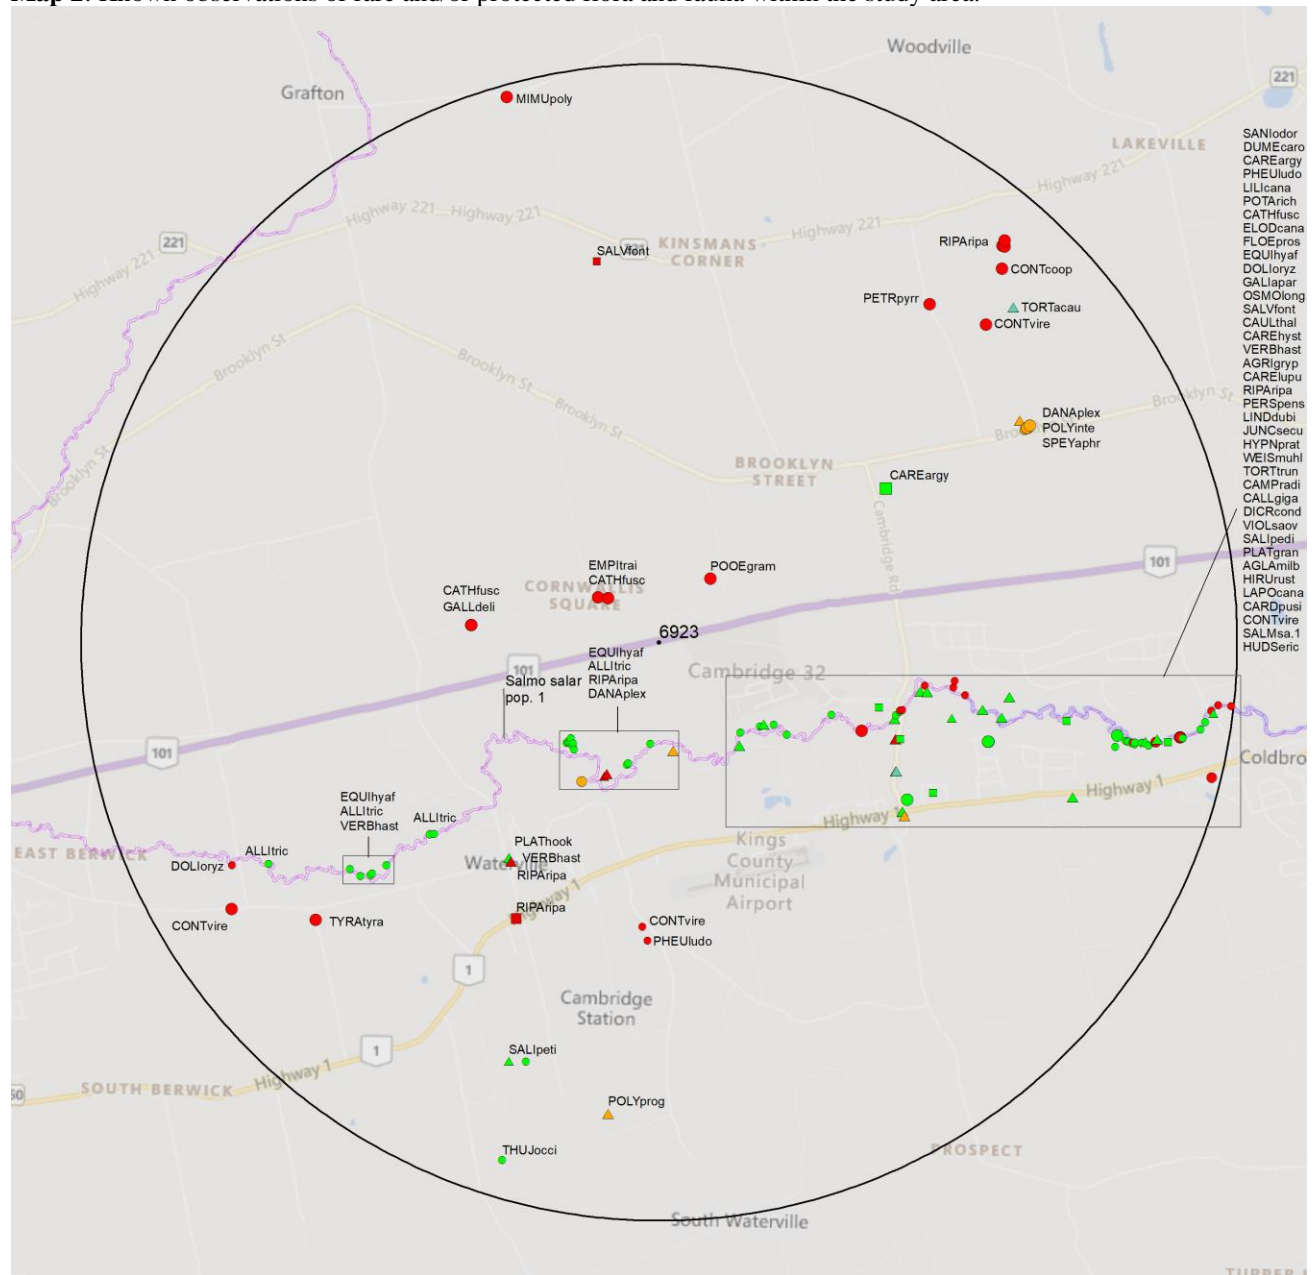 Map 2: Known observations of rare and/or protected flora and fauna within the study area.
Woodville
Grafton
221
MIMUpoly
LAKEVILLE
Highway 221
Highway 221 Highway 221
Highway 221
221
Highway 221
SALVfont
221
KINSMANS CORNER
RIPAripa
CONTcoop
PETRpyrr
TORTacau
CONTvire
Brooklyn St
Brooklyn St
Brooklyn St
Brooklyn St
Brooklyn St
DANAplex
POLYinte
SPEYaphr
BROOKLYN
STREET
CAREargy
Cambridge Rd
101
EMPItrai
CATHfusc
POOEgram
CATHfusc
GALLdeli
CORNWALLIS
SQUARE
6923
101
Salmo salar
pop. 1
EQUIhyaf
ALLItric
RIPAripa
DANAplex
Cambridge 32
101
Coldbro
Highway 1
Highway 1
EQUIhyaf
ALLItric
VERBhast
ALLItric
EAST BERWICK
ALLItric
DOLIoryz
PLAThook
VERBhast
RIPAripa
Waterville
Kings
County
Municipal
Airport
CONTvire
TYRAtyra
RIPAripa
Highway 1
CONTvire
PHEUludo
1
Cambridge
Station
1
SALIpeti
SOUTH BERWICK
Highway 1
POLYprog
THUJocci
PROSPECT
South Waterville
SANIodor
DUMEcaro
CAREargy
PHEUludo
LILIcana
POTArich
CATHfusc
ELODcana
FLOEpros
EQUIhyaf
DOLIoryz
GALIapar
OSMOlong
SALVfont
CAULthal
CAREhyst
VERBhast
AGRIgryp
CARElupu
RIPAripa
PERSpens
LINDdubi
JUNCsecu
HYPNprat
WEISmuhl
TORTtrun
CAMPradi
CALLgiga
DICRcond
VIOLsaov
SALIpedi
PLATgran
AGLAmilb
HIRUrust
LAPOcana
CARDpusi
CONTvire
SALMsa.1
HUDSeric